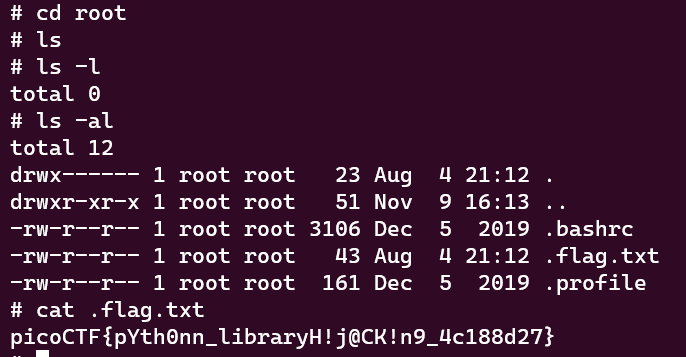 # cd root
# ls
# ls -l
total 0
# ls -al
total 12
drwx------ 1 root root   23 Aug  4 21:12 .
drwxr-xr-x 1 root root   51 Nov  9 16:13 ..
-rw-r--r-- 1 root root 3106 Dec  5  2019 .bashrc
-rw-r--r-- 1 root root   43 Aug  4 21:12 .flag.txt
-rw-r--r-- 1 root root  161 Dec  5  2019 .profile
# cat .flag.txt
picoCTF{pYth0nn_libraryH!j@CK!n9_4c188d27}
#